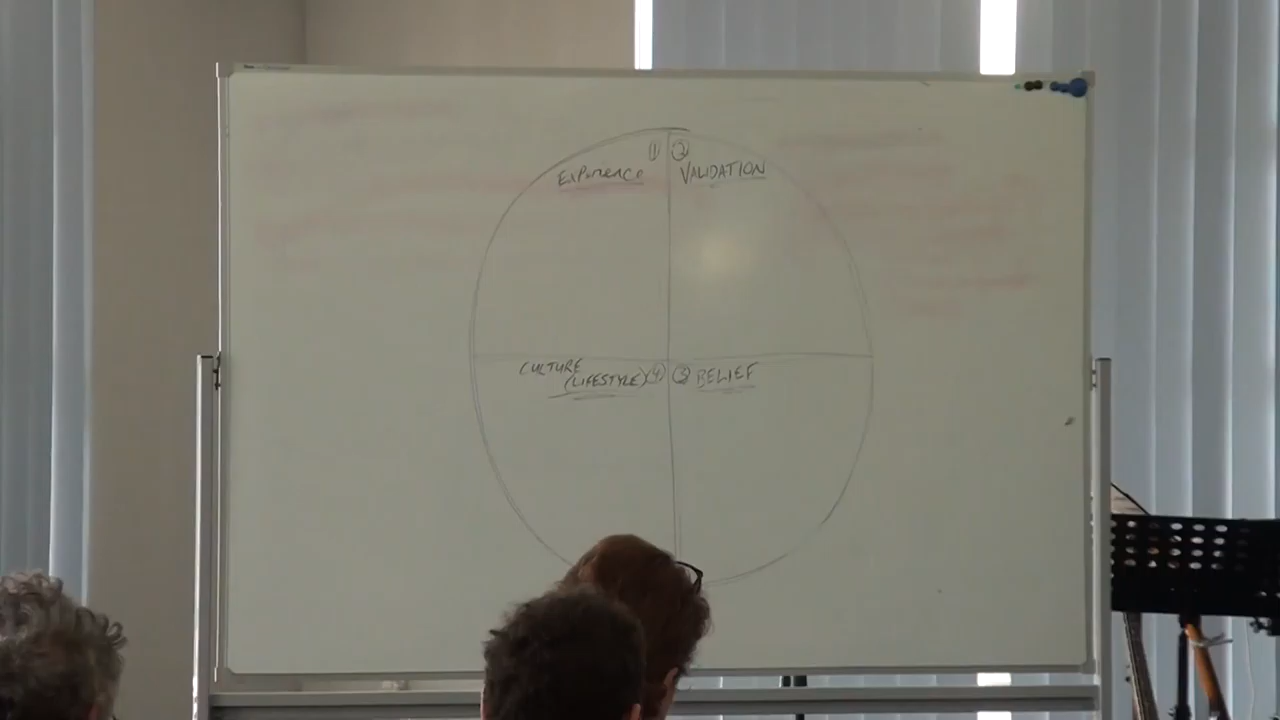 ① ②
Experience VALIDATION
CULTURE
(LIFESTYLE) ④ ③ BELIEF